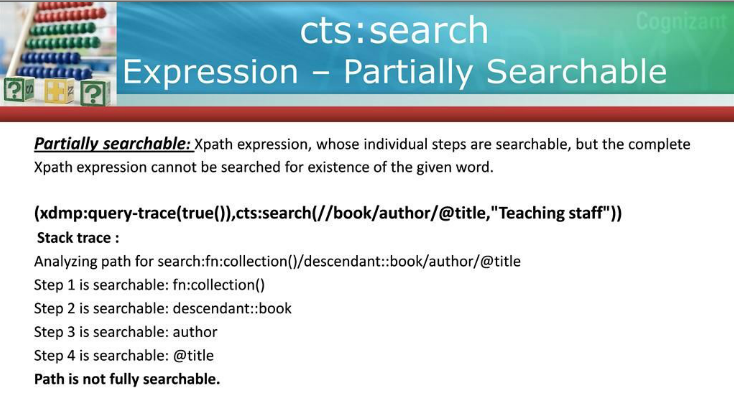 Cognizant
cts:search
Expression – Partially Searchable
Partially searchable: Xpath expression, whose individual steps are searchable, but the complete
Xpath expression cannot be searched for existence of the given word.
(xdmp:query-trace(true()),cts:search(//book/author/@title,"Teaching staff"))
Stack trace :
Analyzing path for search:fn:collection()/descendant::book/author/@title
Step 1 is searchable: fn:collection()
Step 2 is searchable: descendant::book
Step 3 is searchable: author
Step 4 is searchable: @title
Path is not fully searchable.